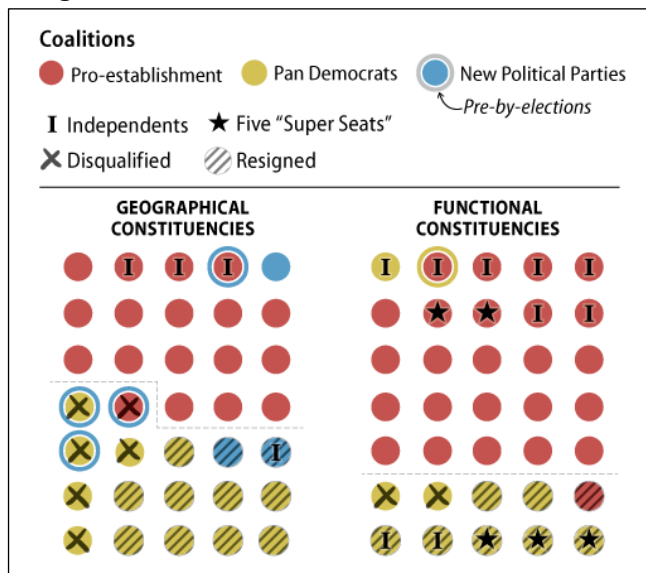 Coalitions
Pro-establishment Pan Democrats New Political Parties
Pre-by-elections
I Independents ★ Five "Super Seats"
Disqualified Resigned
GEOGRAPHICAL CONSTITUENCIES
FUNCTIONAL CONSTITUENCIES
I I I
I I I I I
I I
I
I I